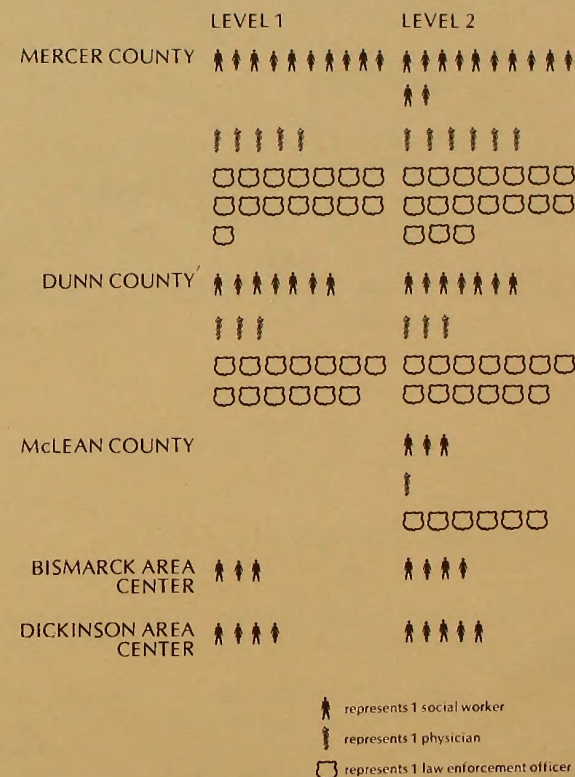 LEVEL 1 LEVEL 2
MERCER COUNTY
DUNN COUNTY'
McLEAN COUNTY
BISMARCK AREA
CENTER
DICKINSON AREA
CENTER
represents 1 social worker
represents 1 physician
represents 1 law enforcement officer